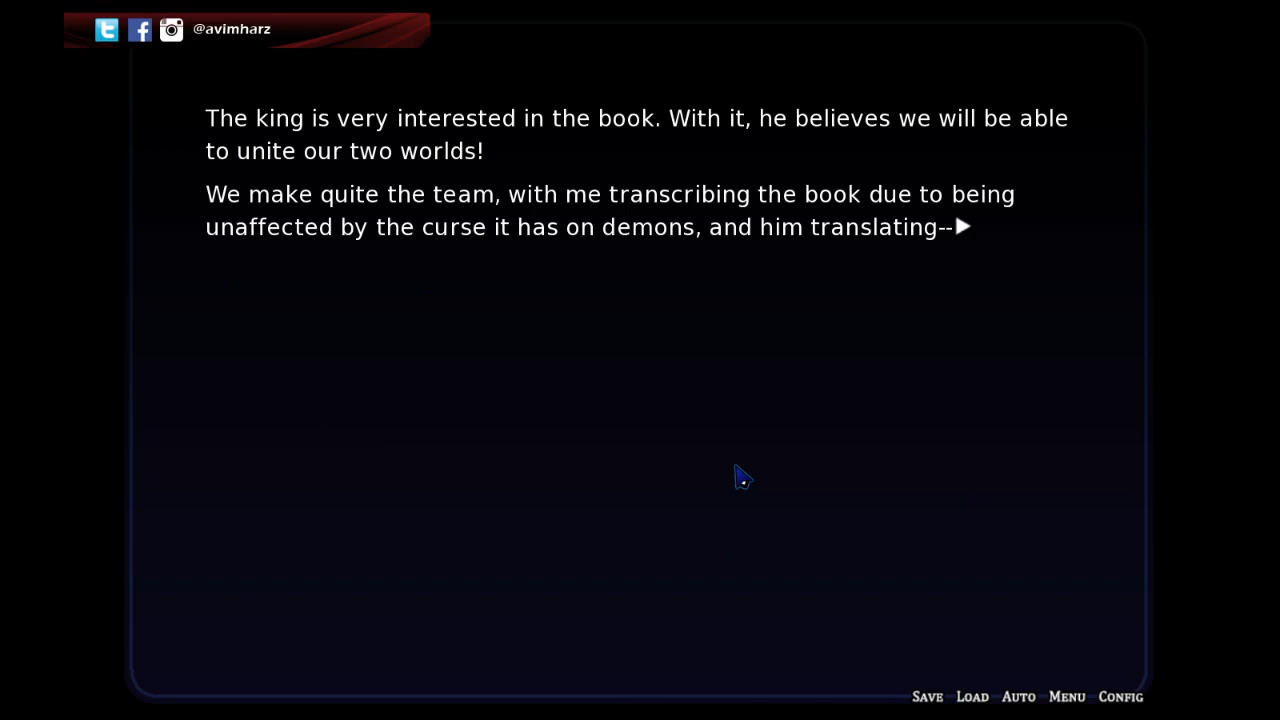 @avimharz
The king is very interested in the book. With it, he believes we will be able
to unite our two worlds!
We make quite the team, with me transcribing the book due to being
unaffected by the curse it has on demons, and him translating--
SAVE LOAD AUTO MENU CONFIG